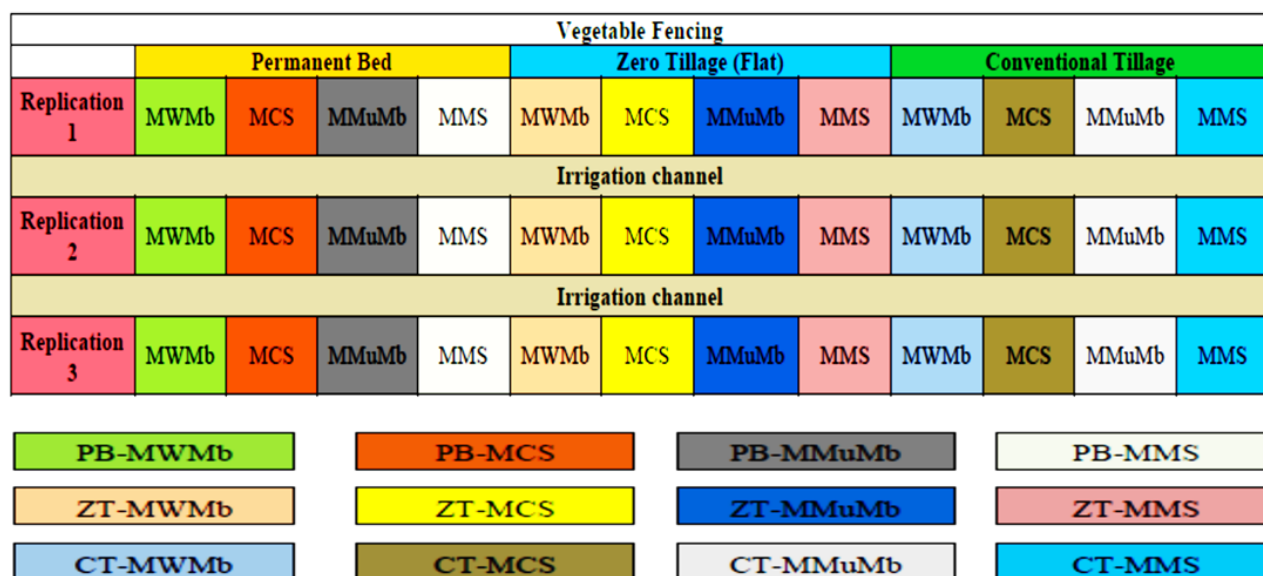 Vegetable Fencing
Permanent Bed Zero Tillage (Flat) Conventional Tillage
Replication 1 MWMb MCS MMuMb MMS MWMb MCS MMuMb MMS MWMb MCS MMuMb MMS
Irrigation channel
Replication 2 MWMb MCS MMuMb MMS MWMb MCS MMuMb MMS MWMb MCS MMuMb MMS
Irrigation channel
Replication 3 MWMb MCS MMuMb MMS MWMb MCS MMuMb MMS MWMb MCS MMuMb MMS
PB-MWMb PB-MCS PB-MMuMb PB-MMS
ZT-MWMb ZT-MCS ZT-MMuMb ZT-MMS
CT-MWMb CT-MCS CT-MMuMb CT-MMS